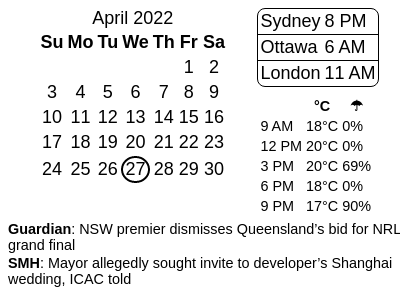 April 2022
Su Mo Tu We Th Fr Sa
1 2
3 4 5 6 7 8 9
10 11 12 13 14 15 16
17 18 19 20 21 22 23
24 25 26 27 28 29 30
Sydney 8 PM
Ottawa 6 AM
London 11 AM
°C ☂
9 AM 18°C 0%
12 PM 20°C 0%
3 PM 20°C 69%
6 PM 18°C 0%
9 PM 17°C 90%
Guardian: NSW premier dismisses Queensland’s bid for NRL
grand final
SMH: Mayor allegedly sought invite to developer’s Shanghai
wedding, ICAC told